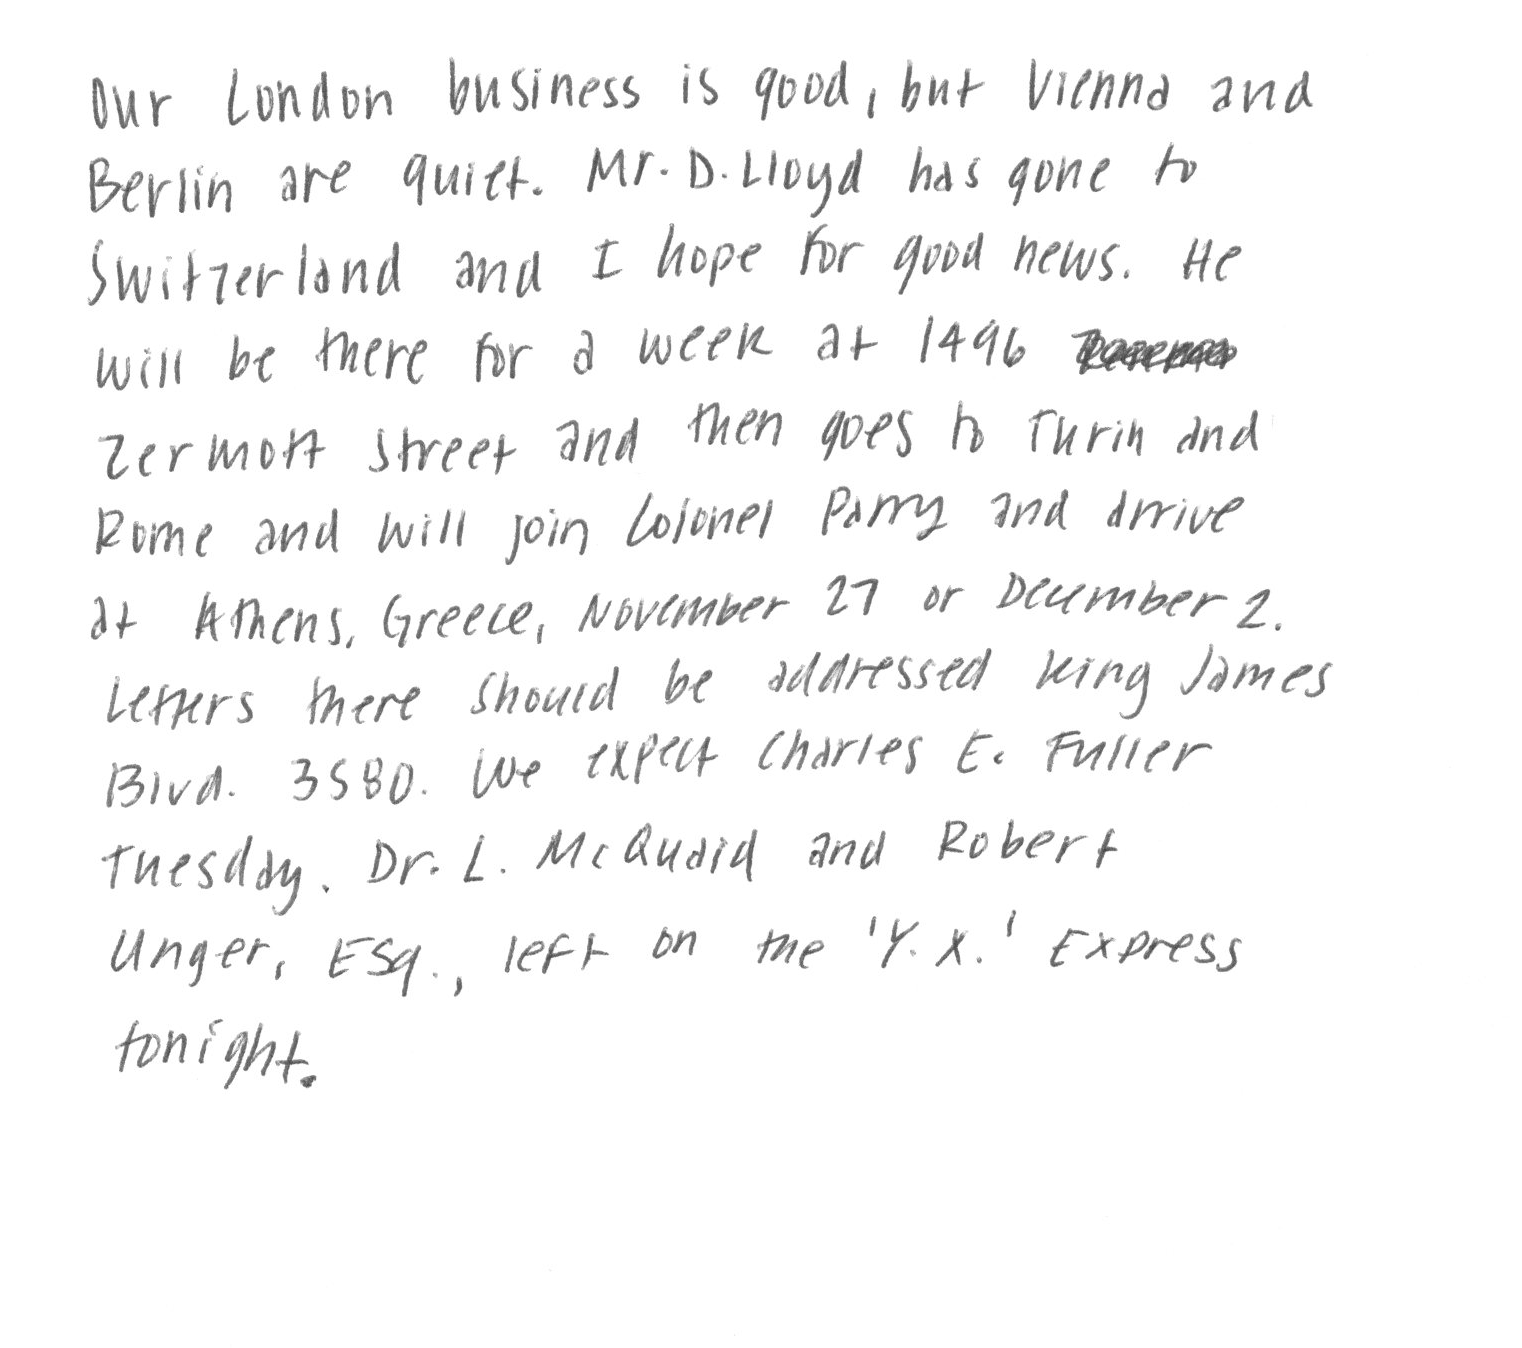 Our London business is good, but Vienna and
Berlin are quiet. Mr. D. Lloyd has gone to
Switzerland and I hope for good news. He
will be there for a week at 1496
Zermott Street and then goes to Turin and
Rome and will join Colonel Parry and arrive
at Athens, Greece, November 27 or December 2.
Letters there should be addressed King James
Blvd. 3580. We expect Charles E. Fuller
Tuesday. Dr. L. McQuaid and Robert
Unger, Esq., left on the 'Y.X.' Express
tonight.